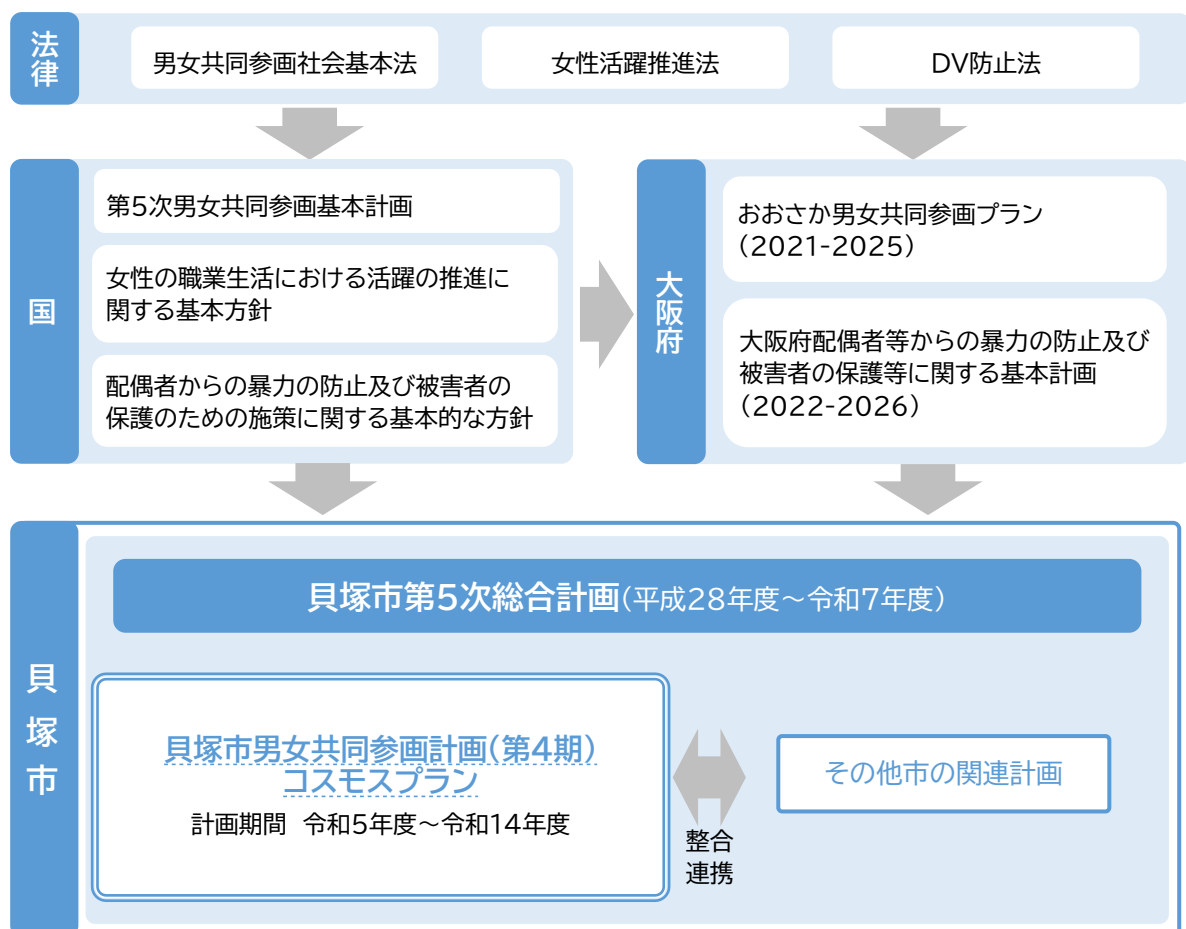 法律
男女共同参画社会基本法
女性活躍推進法
DV防止法
国
第5次男女共同参画基本計画
女性の職業生活における活躍の推進に
関する基本方針
配偶者からの暴力の防止及び被害者の
保護のための施策に関する基本的な方針
大阪府
おおさか男女共同参画プラン
(2021-2025)
大阪府配偶者等からの暴力の防止及び
被害者の保護等に関する基本計画
(2022-2026)
貝塚市
貝塚市第5次総合計画(平成28年度～令和7年度)
貝塚市男女共同参画計画(第4期)
コスモスプラン
計画期間 令和5年度～令和14年度
整合
連携
その他市の関連計画